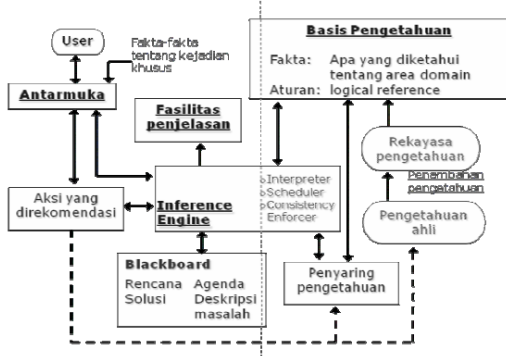 User
Fakta-fakta
tentang kejadian
khusus
Antarmuka
Basis Pengetahuan
Fakta: Apa yang diketahui
tentang area domain
Aturan: logical reference
Fasilitas
penjelasan
Rekayasa
pengetahuan
Penambahan
pengetahuan
Pengetahuan
ahli
Aksi yang
direkomendasi
Inference
Engine
Interpreter
Scheduler
Consistency
Enforcer
Blackboard
Rencana Agenda
Solusi Deskripsi
masalah
Penyaring
pengetahuan